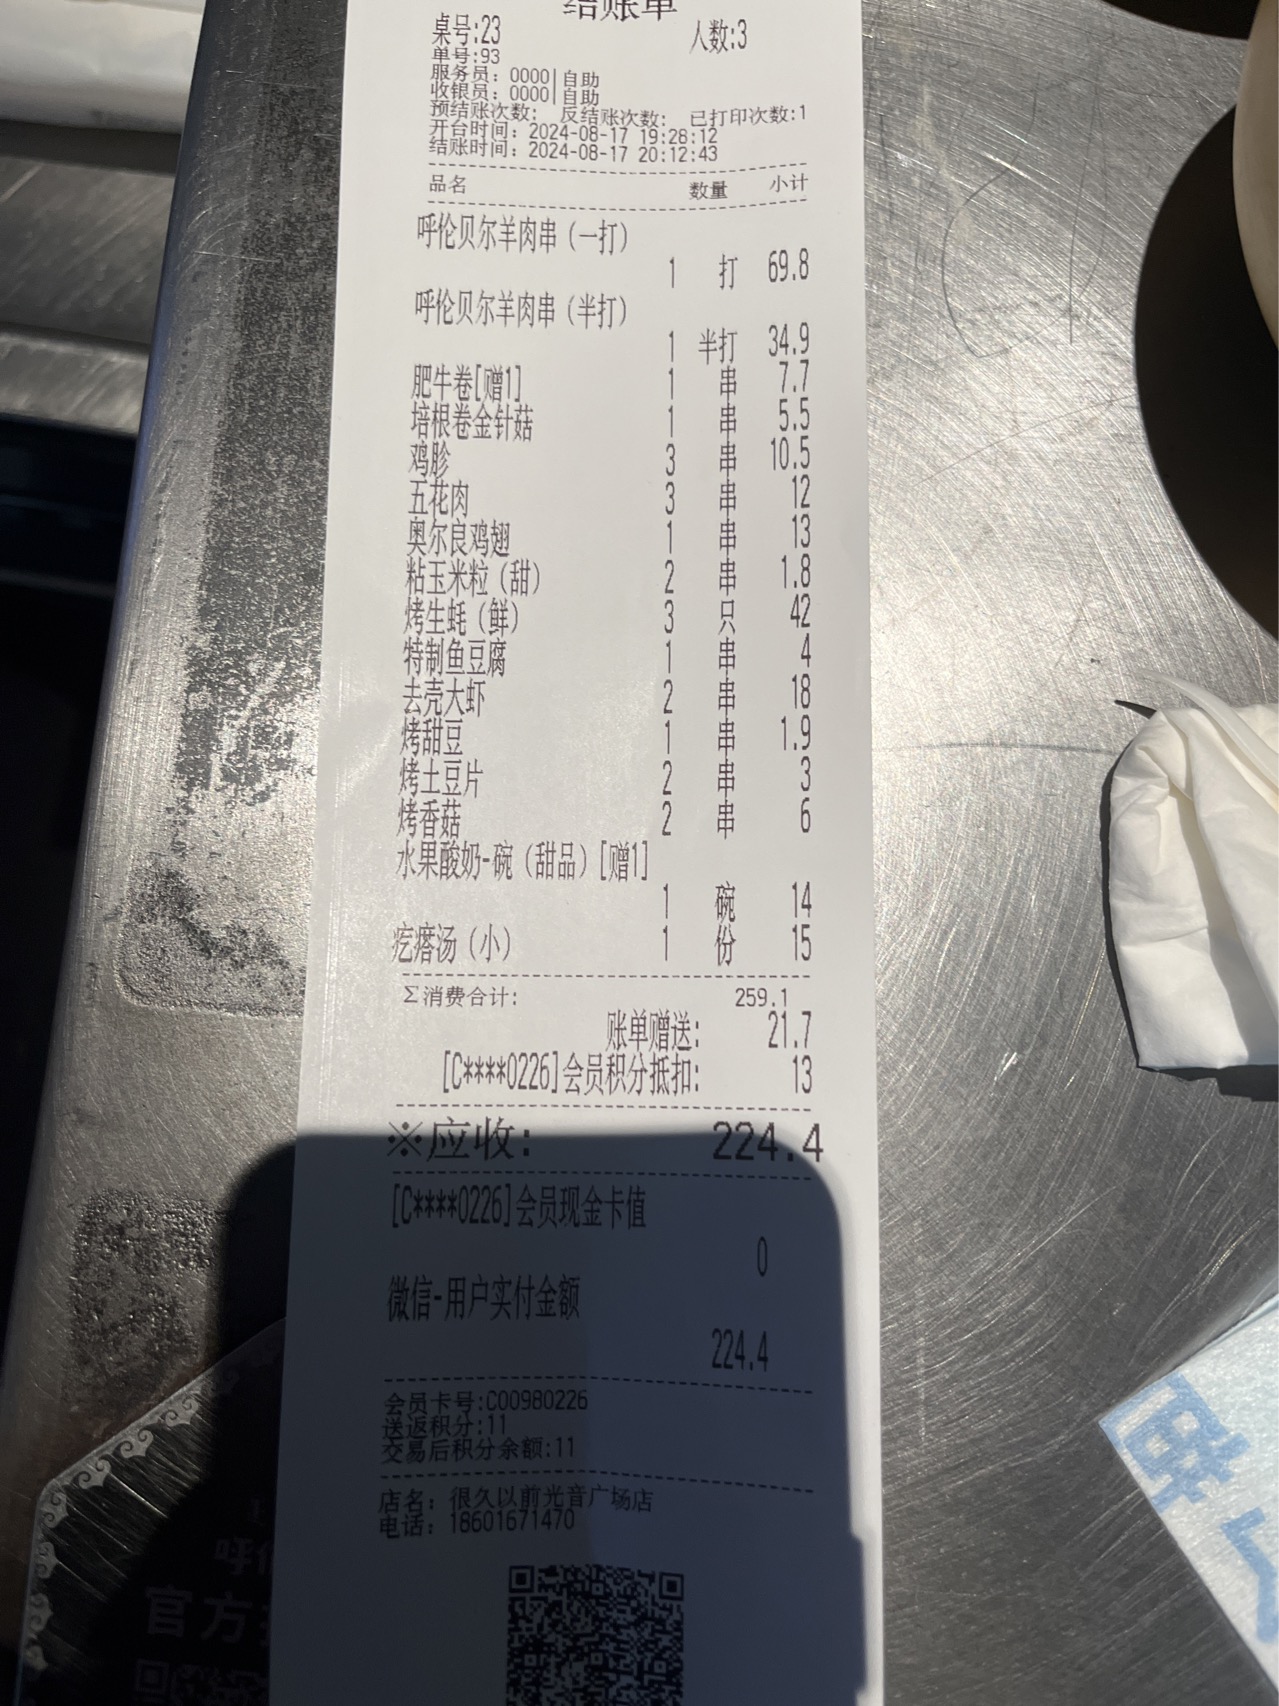 结账单
桌号:23 人数:3
单号:93
服务员: 0000|自助
收银员: 0000|自助
预结账次数: 反结账次数: 已打印次数:1
开台时间: 2024-08-17 19:28:12
结账时间: 2024-08-17 20:12:43
品名 数量 小计
呼伦贝尔羊肉串(一打)
1 打 69.8
呼伦贝尔羊肉串(半打)
1 半打 34.9
肥牛卷[赠1] 1 串 7.7
培根卷金针菇 1 串 5.5
鸡胗 3 串 10.5
五花肉 3 串 12
奥尔良鸡翅 1 串 13
粘玉米粒(甜) 2 串 1.8
烤生蚝(鲜) 3 只 42
特制鱼豆腐 1 串 4
去壳大虾 2 串 18
烤甜豆 1 串 1.9
烤土豆片 2 串 3
烤香菇 2 串 6
水果酸奶-碗(甜品)[赠1]
1 碗 14
疙瘩汤(小) 1 份 15
Σ消费合计: 259.1
账单赠送: 21.7
[C****0226]会员积分抵扣: 13
※应收: 224.4
[C****0226]会员现金卡值
0
微信-用户实付金额
224.4
会员卡号:C00980226
送返积分:11
交易后积分余额:11
店名: 很久以前光音广场店
电话: 18601671470
官方